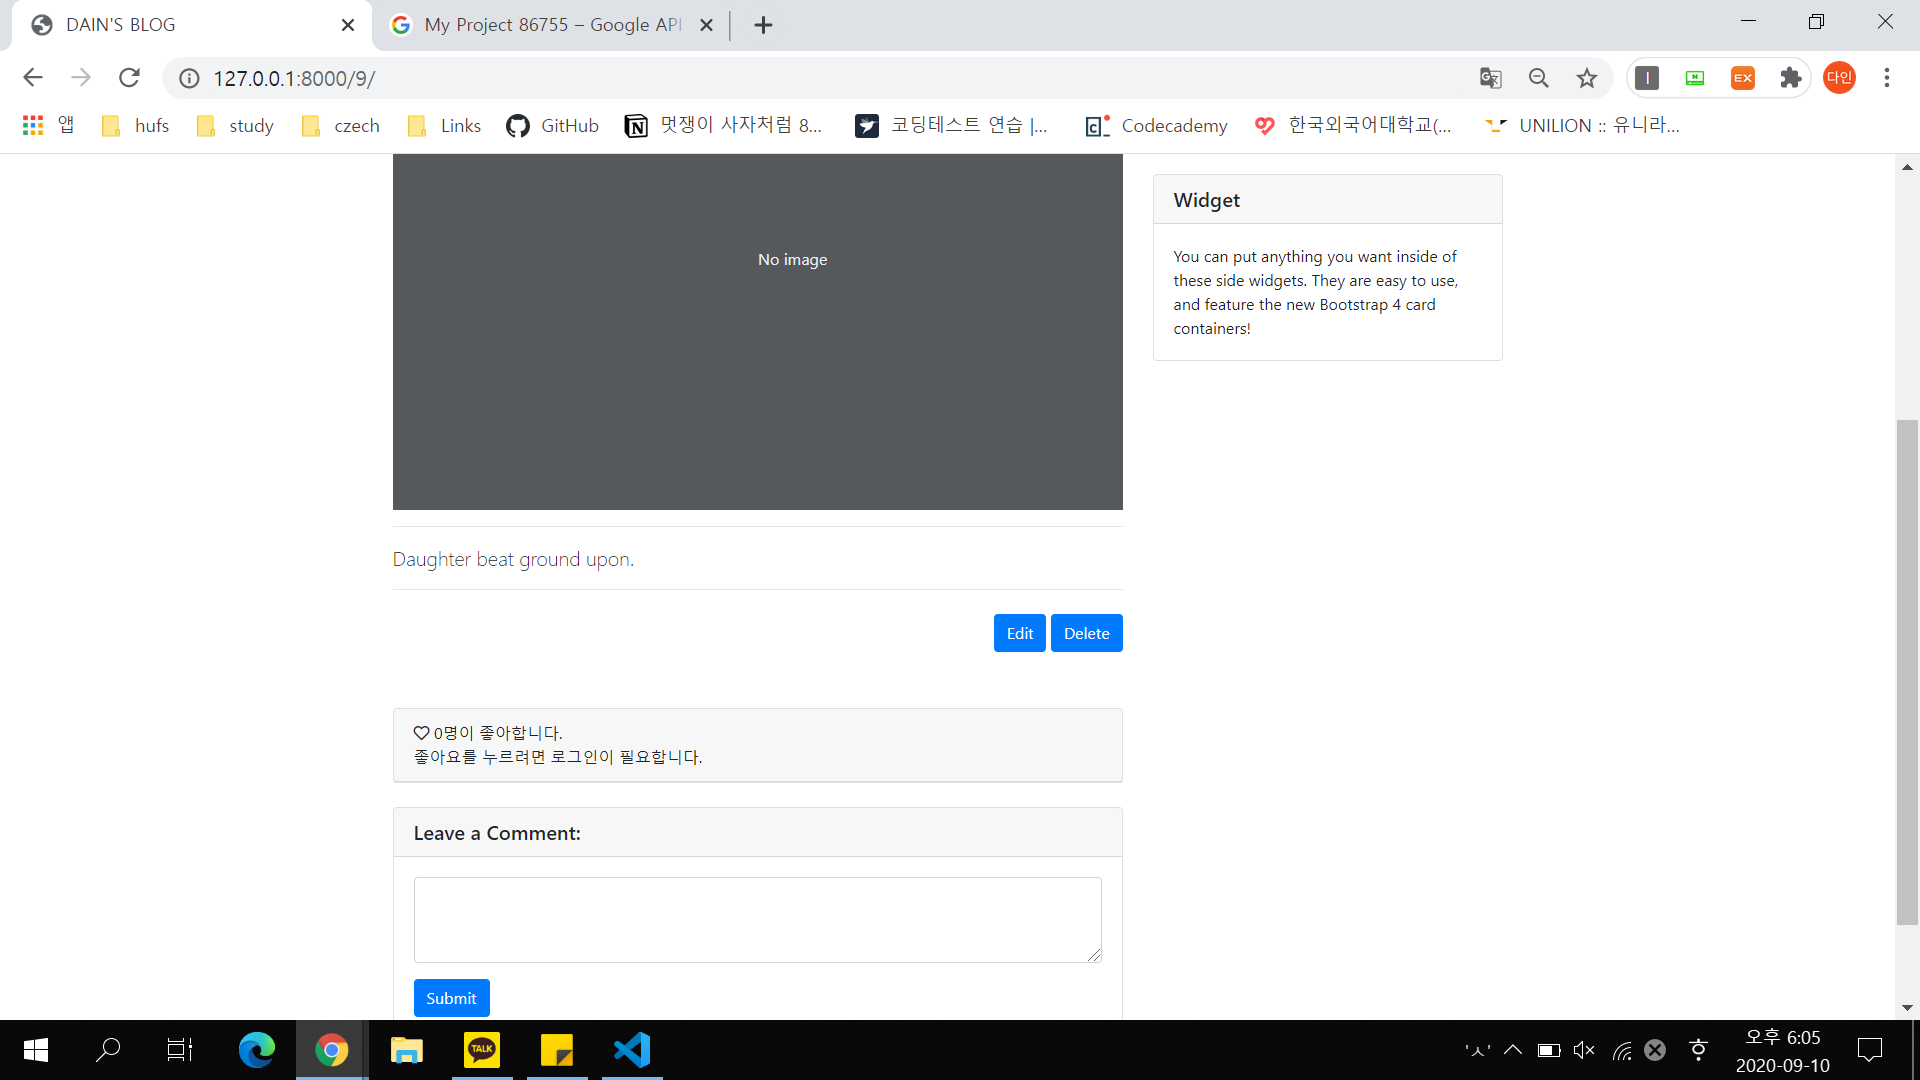 DAIN'S BLOG
My Project 86755 – Google API
127.0.0.1:8000/9/
EX
다인
앱
hufs
study
czech
Links
GitHub
멋쟁이 사자처럼 8...
코딩테스트 연습 |...
Codecademy
한국외국어대학교(...
UNILION :: 유니라...
No image
Widget
You can put anything you want inside of
these side widgets. They are easy to use,
and feature the new Bootstrap 4 card
containers!
Daughter beat ground upon.
Edit
Delete
0명이 좋아합니다.
좋아요를 누르려면 로그인이 필요합니다.
Leave a Comment:
Submit
TALK
'ㅅ'
오후 6:05
2020-09-10